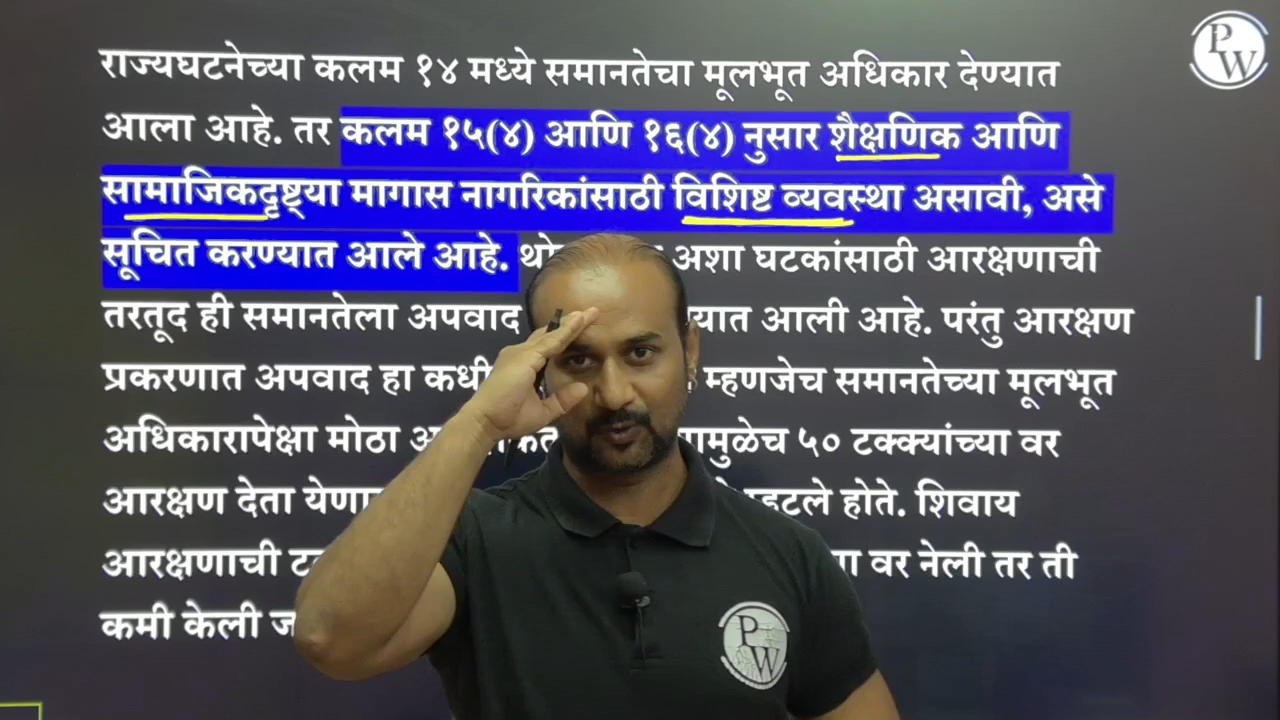 राज्यघटनेच्या कलम १४ मध्ये समानतेचा मूलभूत अधिकार देण्यात
आला आहे. तर कलम १५(४) आणि १६(४) नुसार शैक्षणिक आणि
सामाजिकदृष्ट्या मागास नागरिकांसाठी विशिष्ट व्यवस्था असावी, असे
सूचित करण्यात आले आहे. अशा घटकांसाठी आरक्षणाची
तरतूद ही समानतेला अपवाद आली आहे. परंतु आरक्षण
प्रकरणात अपवाद हा म्हणजेच समानतेच्या मूलभूत
अधिकारापेक्षा मोठा ५० टक्क्यांच्या वर
आरक्षण देता होते. शिवाय
आरक्षणाची वर नेली तर ती
कमी केली
PW
PW